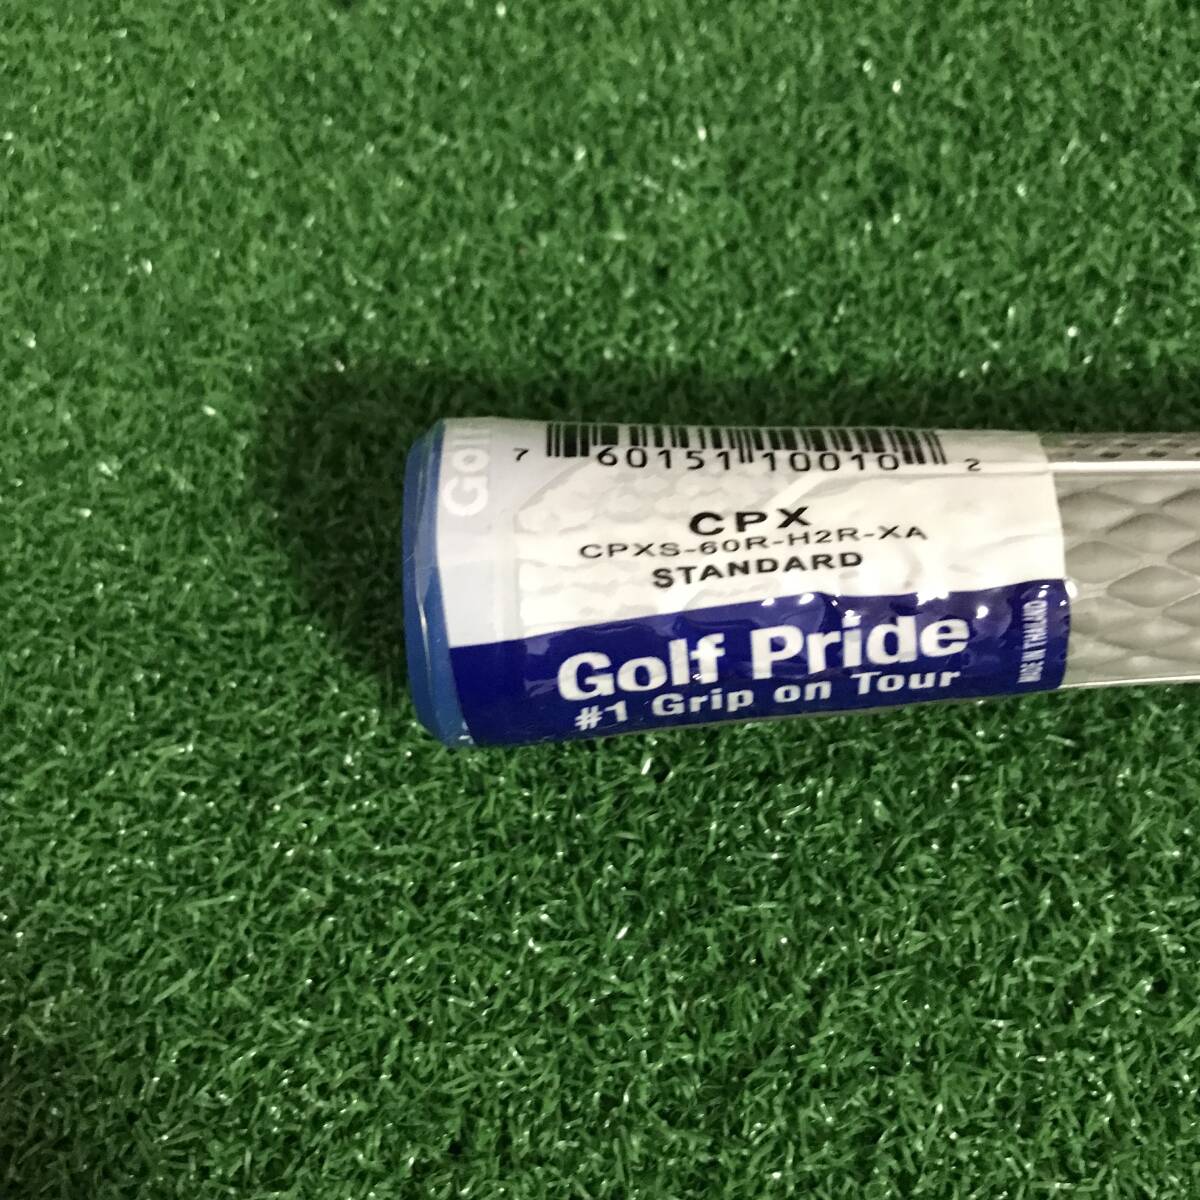 Golf
7 60151 10010 2
CPX
CPXS-60R-H2R-XA
STANDARD
Golf Pride
#1 Grip on Tour
MADE IN THAILAND